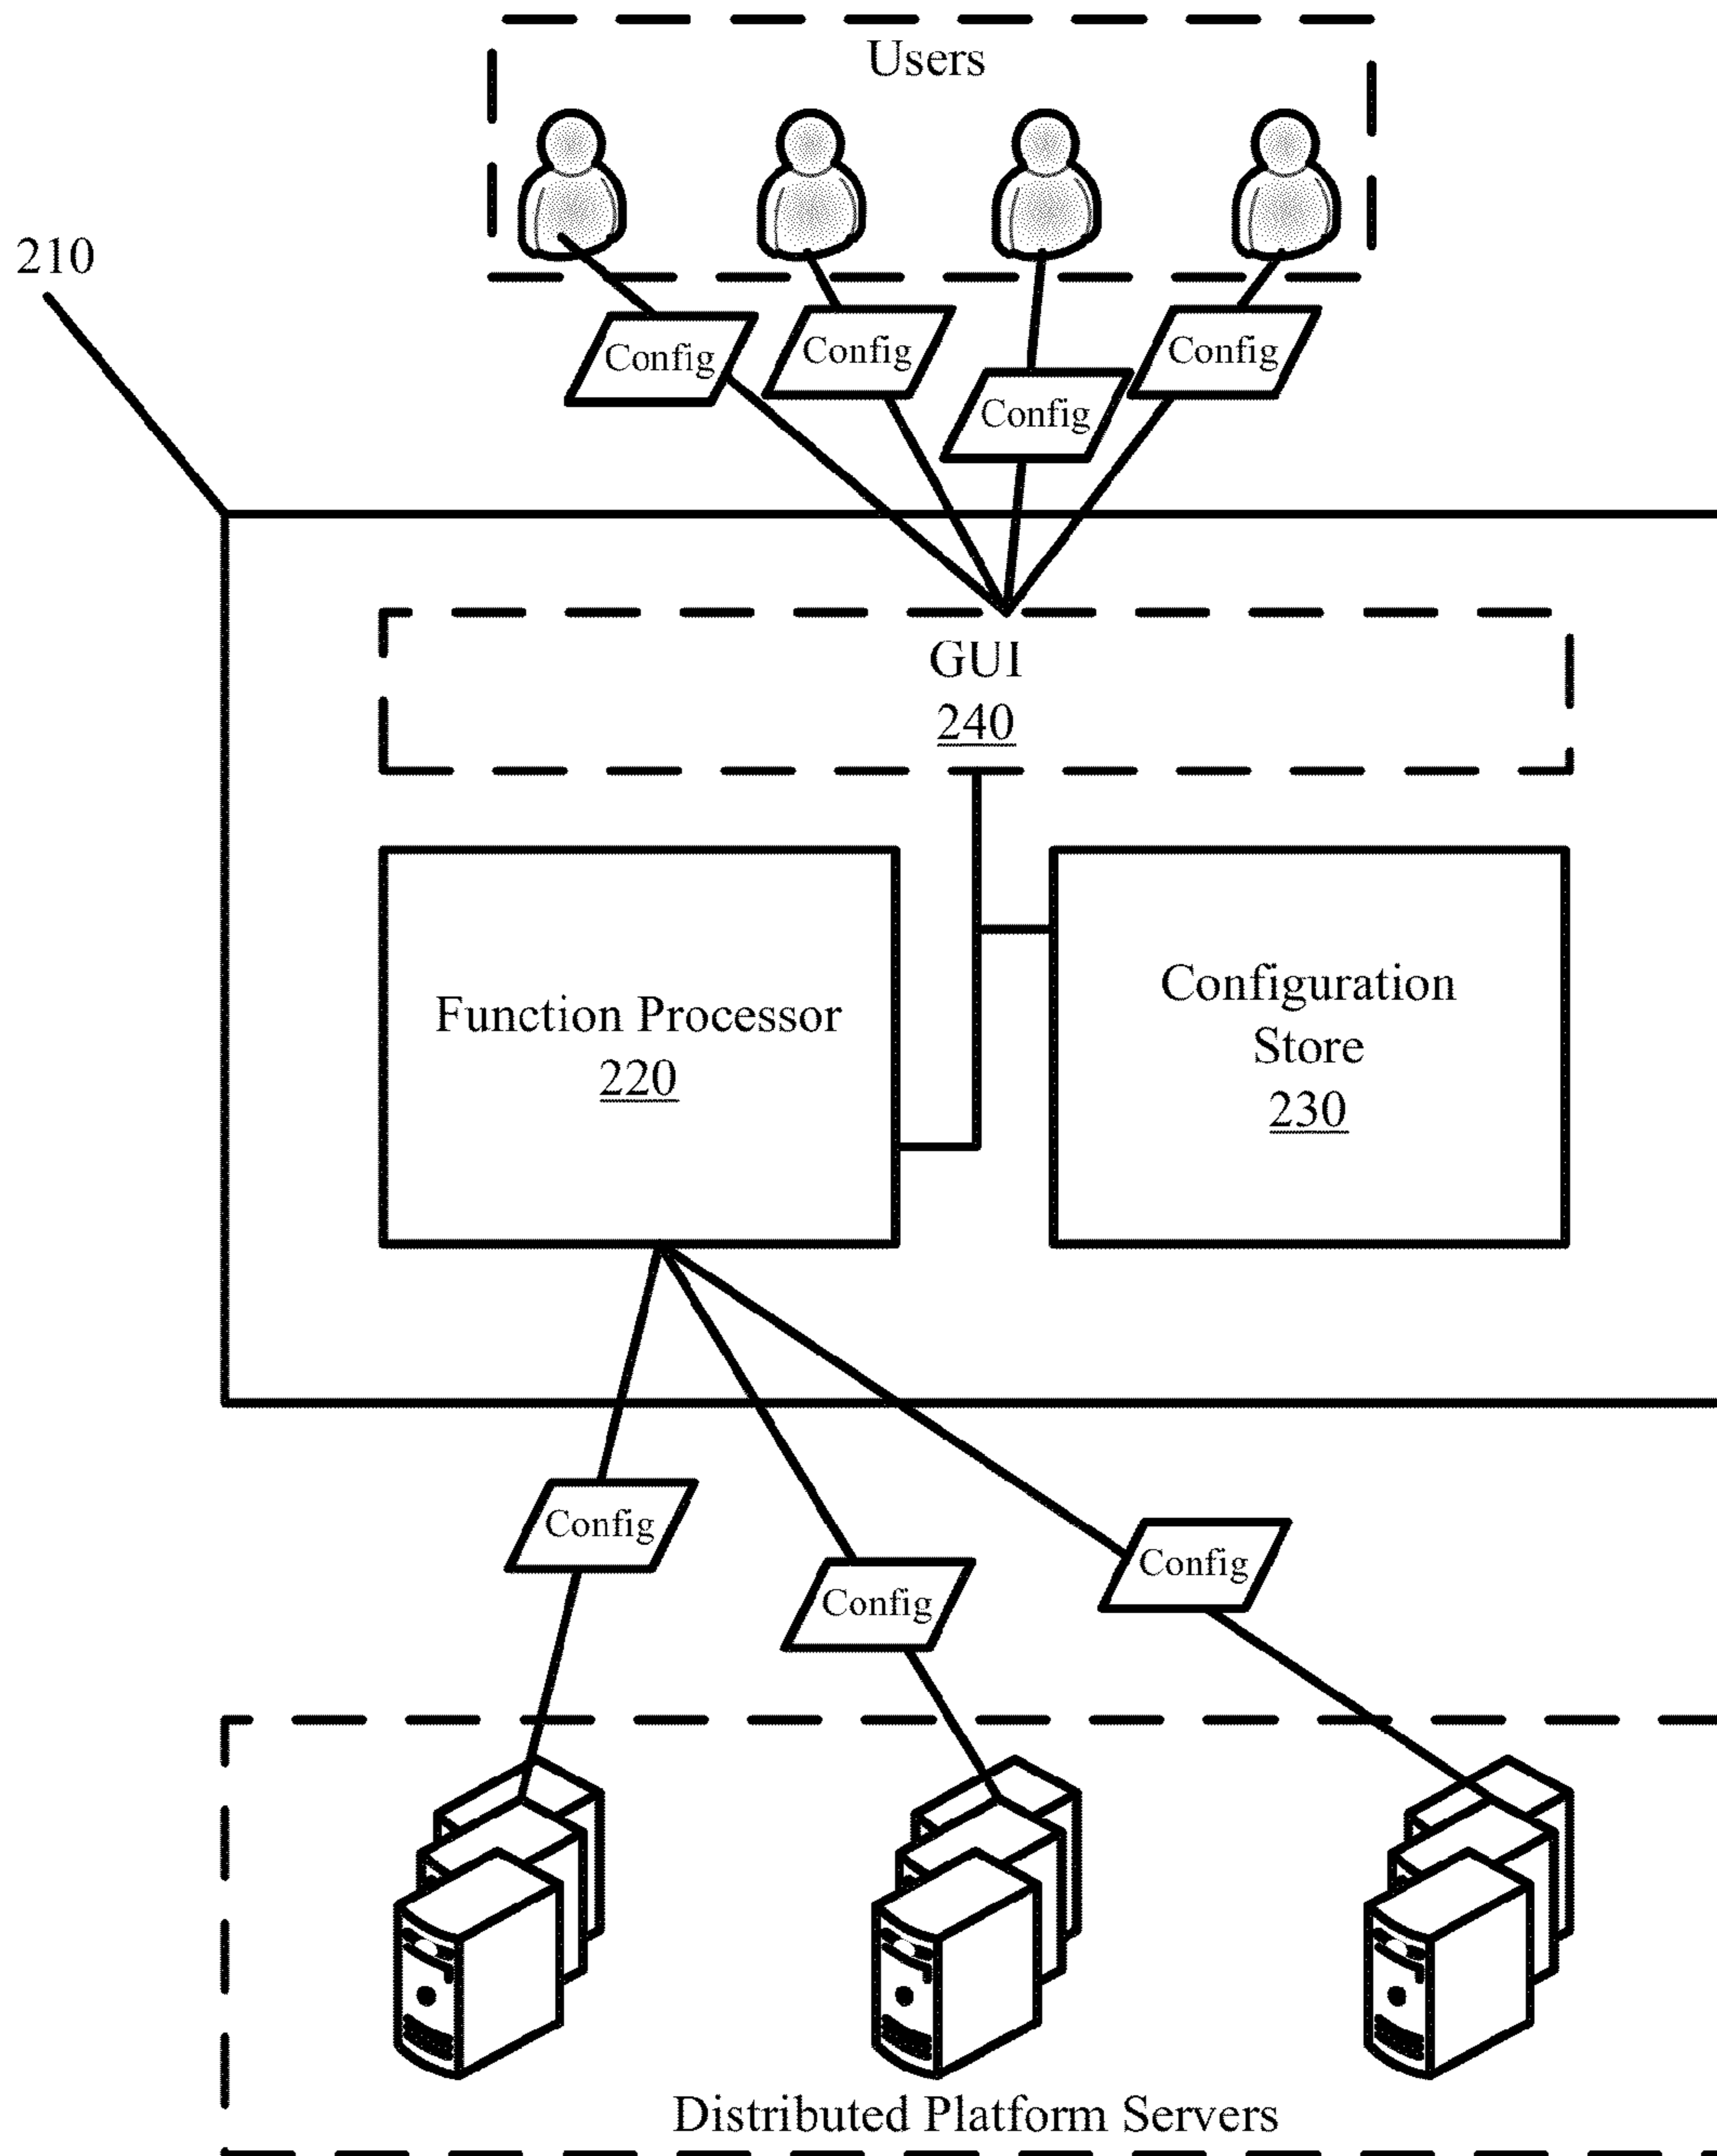 Users
210
Config
Config
Config
Config
GUI
240
Function Processor
220
Configuration
Store
230
Config
Config
Config
Distributed Platform Servers